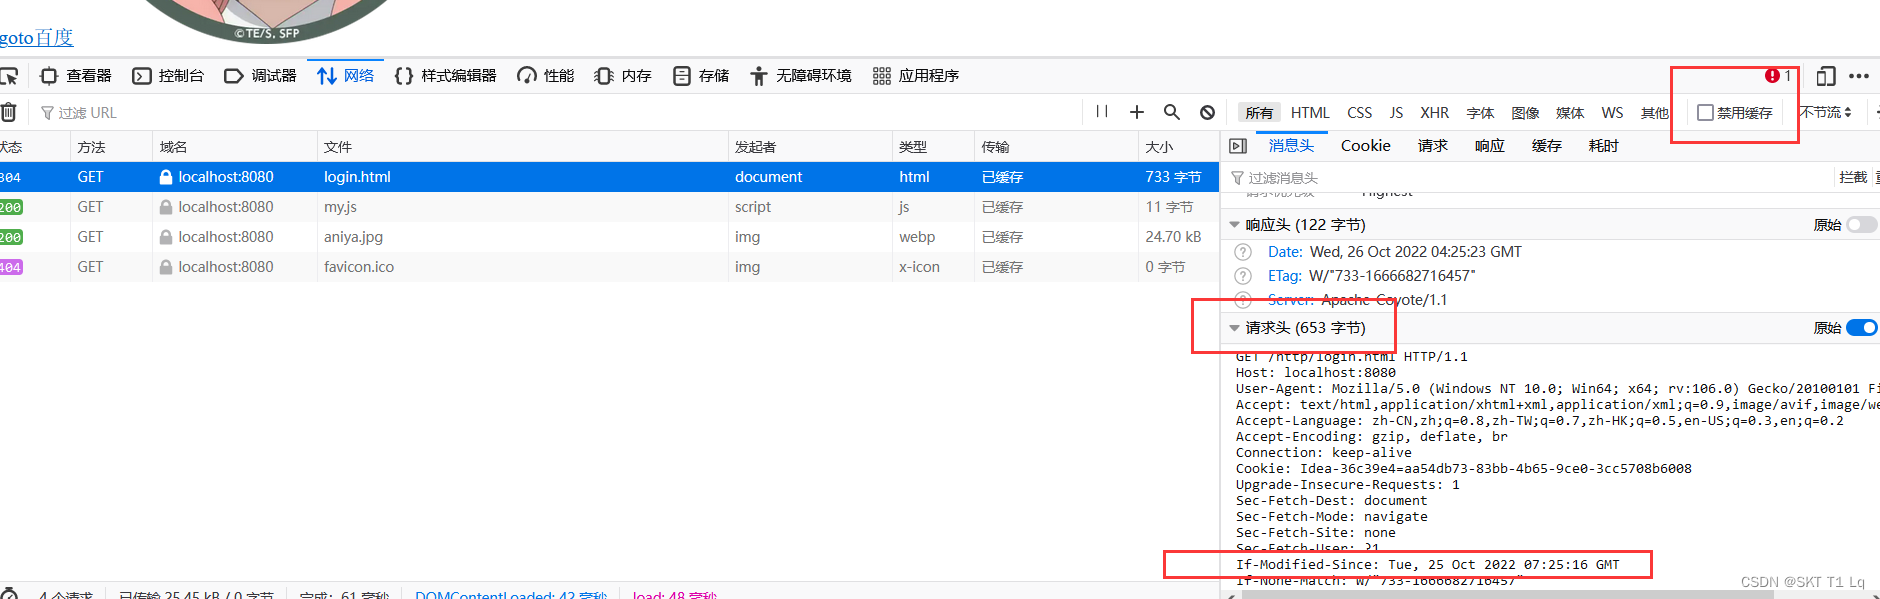 ©TE/S. SFP
goto百度
查看器 控制台 调试器 网络 样式编辑器 性能 内存 存储 无障碍环境 应用程序 1
过滤 URL 所有 HTML CSS JS XHR 字体 图像 媒体 WS 其他 禁用缓存 不节流
状态 方法 域名 文件 发起者 类型 传输 大小
304 GET localhost:8080 login.html document html 已缓存 733 字节
200 GET localhost:8080 my.js script js 已缓存 11 字节
200 GET localhost:8080 aniya.jpg img webp 已缓存 24.70 kB
404 GET localhost:8080 favicon.ico img x-icon 已缓存 0 字节
消息头 Cookie 请求 响应 缓存 耗时
过滤消息头 拦截
请求优先级 Highest
响应头 (122 字节) 原始
Date: Wed, 26 Oct 2022 04:25:23 GMT
ETag: W/"733-1666682716457"
Server: Apache-Coyote/1.1
请求头 (653 字节) 原始
GET /http/login.html HTTP/1.1
Host: localhost:8080
User-Agent: Mozilla/5.0 (Windows NT 10.0; Win64; x64; rv:106.0) Gecko/20100101 Fi
Accept: text/html,application/xhtml+xml,application/xml;q=0.9,image/avif,image/we
Accept-Language: zh-CN,zh;q=0.8,zh-TW;q=0.7,zh-HK;q=0.5,en-US;q=0.3,en;q=0.2
Accept-Encoding: gzip, deflate, br
Connection: keep-alive
Cookie: Idea-36c39e4=aa54db73-83bb-4b65-9ce0-3cc5708b6008
Upgrade-Insecure-Requests: 1
Sec-Fetch-Dest: document
Sec-Fetch-Mode: navigate
Sec-Fetch-Site: none
Sec-Fetch-User: ?1
If-Modified-Since: Tue, 25 Oct 2022 07:25:16 GMT
If-None-Match: W/"733-1666682716457"
4 个请求 已传输 25.45 kB / 0 字节 完成: 61 毫秒 DOMContentLoaded: 42 毫秒 load: 48 毫秒
CSDN @SKT T1 Lq